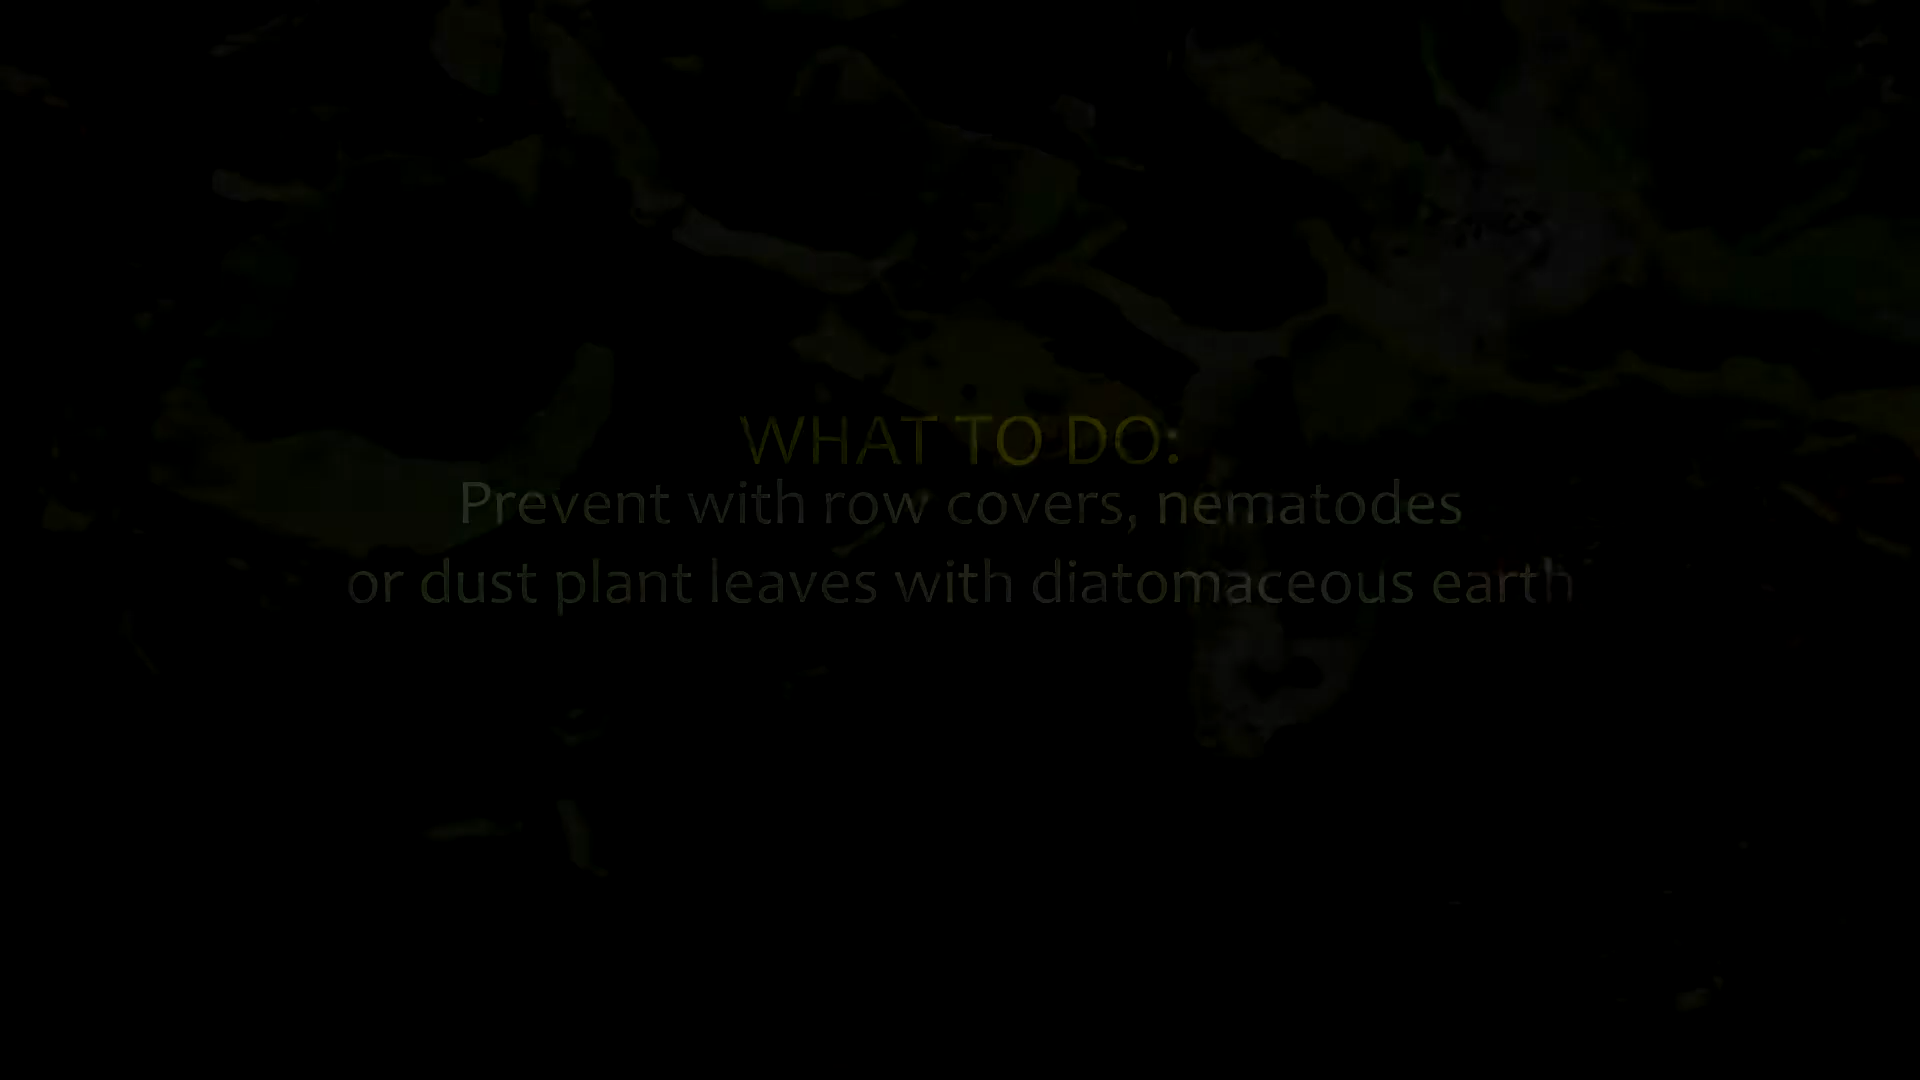 WHAT TO DO:
Prevent with row covers, nematodes
or dust plant leaves with diatomaceous earth